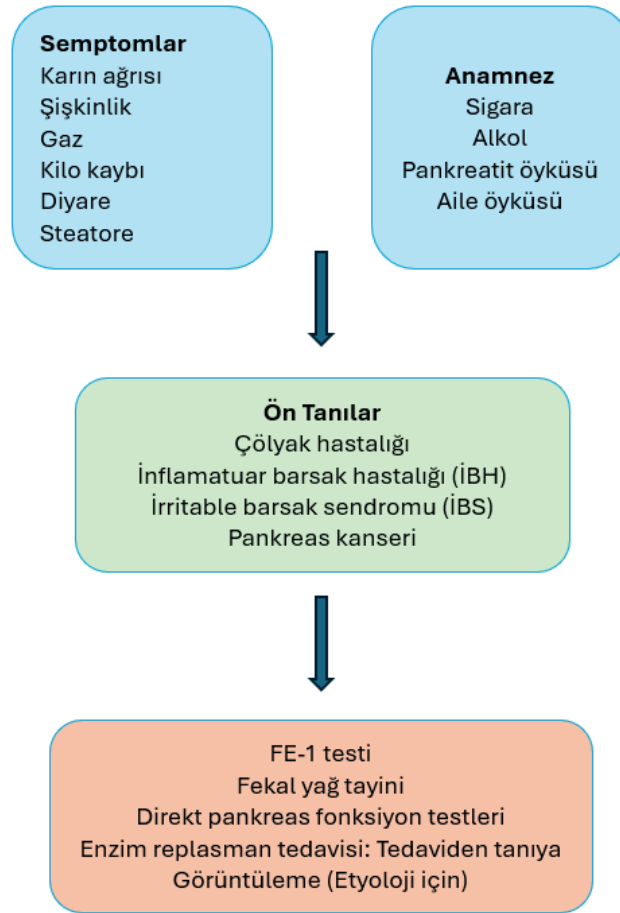 Semptomlar
Karın ağrısı
Şişkinlik
Gaz
Kilo kaybı
Diyare
Steatore
Anamnez
Sigara
Alkol
Pankreatit öyküsü
Aile öyküsü
Ön Tanılar
Çölyak hastalığı
İnflamatuar barsak hastalığı (İBH)
İrritable barsak sendromu (İBS)
Pankreas kanseri
FE-1 testi
Fekal yağ tayini
Direkt pankreas fonksiyon testleri
Enzim replasman tedavisi: Tedaviden tanıya
Görüntüleme (Etyoloji için)